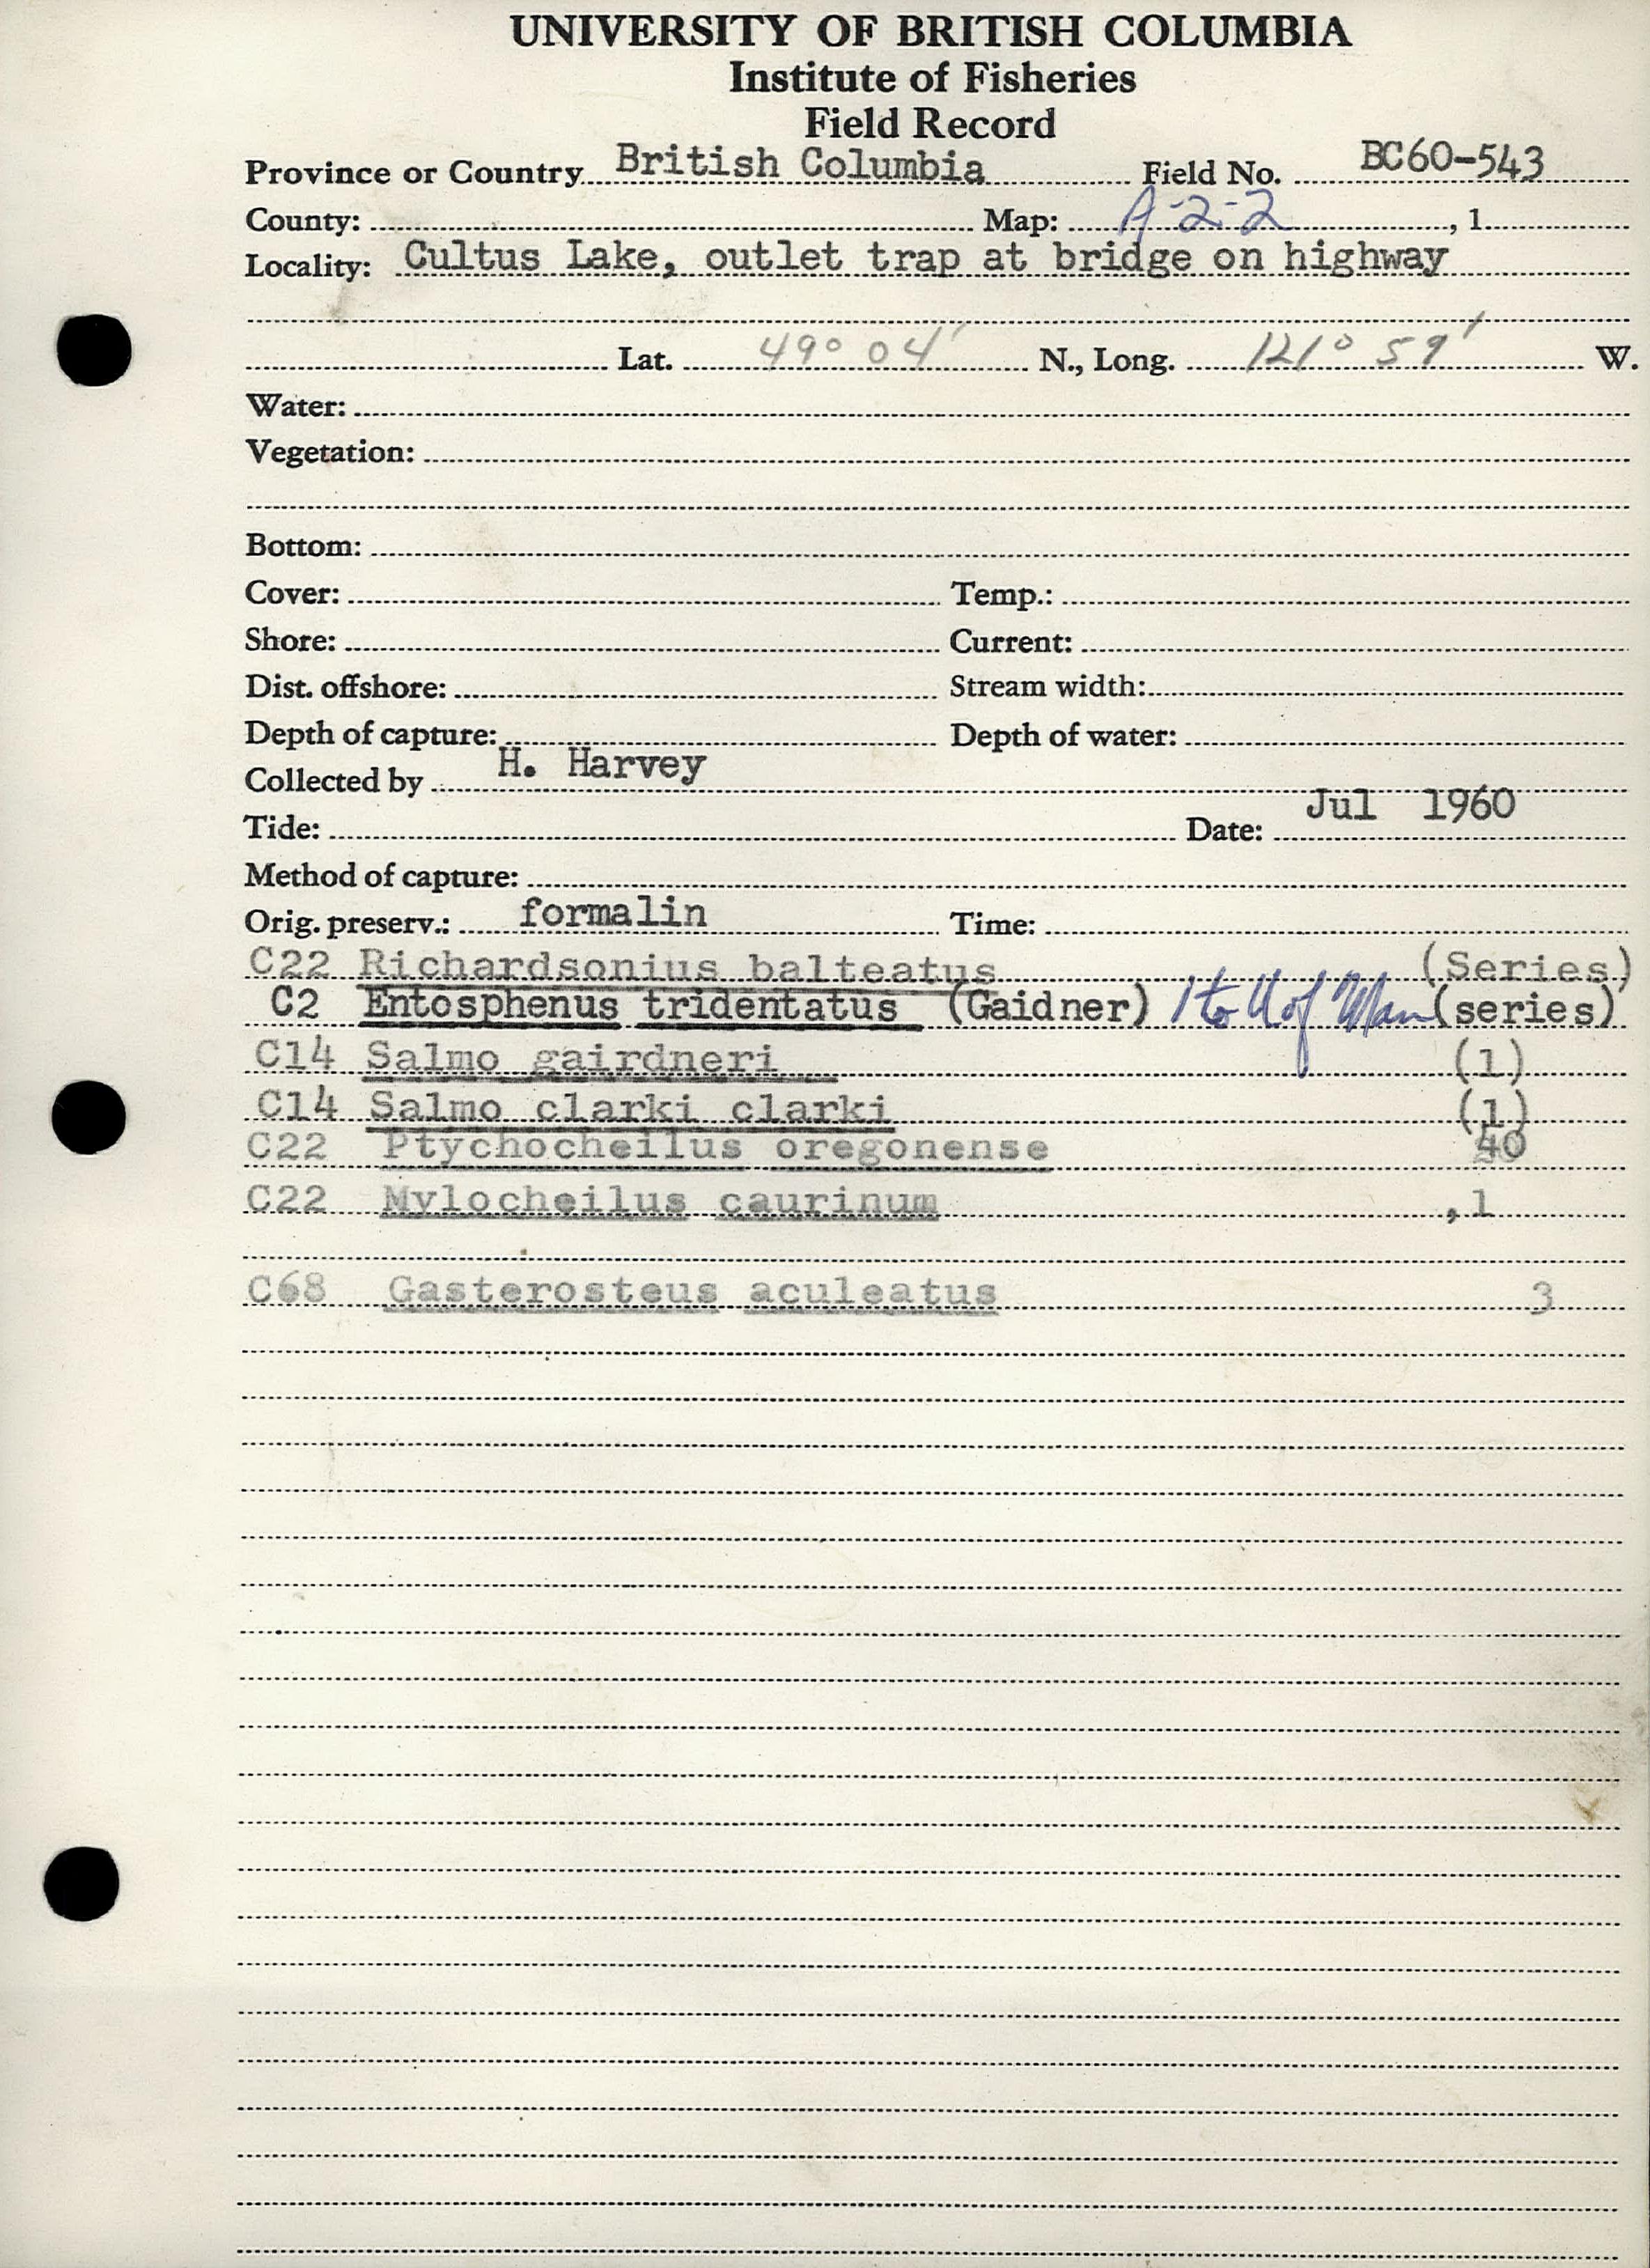 UNIVERSITY OF BRITISH COLUMBIA
Institute of Fisheries
Field Record
Province or Country British Columbia Field No. BC60-543
County: Map: A-2-2 , 1
Locality: Cultus Lake, outlet trap at bridge on highway
Lat. 49° 04' N., Long. 121° 59' W.
Water:
Vegetation:
Bottom:
Cover: Temp.:
Shore: Current:
Dist. offshore: Stream width:
Depth of capture: Depth of water:
Collected by H. Harvey
Tide: Date: Jul 1960
Method of capture:
Orig. preserv.: formalin Time:
C22 Richardsonius balteatus (Series)
C2 Entosphenus tridentatus (Gaidner) 1 to U of (series)
C14 Salmo gairdneri (1)
C14 Salmo clarki clarki (1)
C22 Ptychocheilus oregonense 40
C22 Mylocheilus caurinum , 1
C68 Gasterosteus aculeatus 3